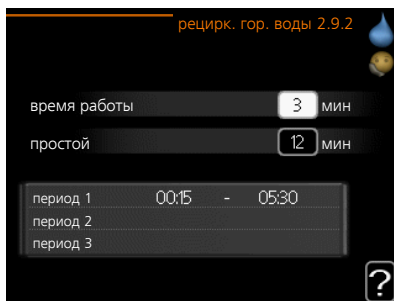 рецирк. гор. воды 2.9.2
время работы 3 мин
простой 12 мин
период 1 00:15 - 05:30
период 2
период 3
?